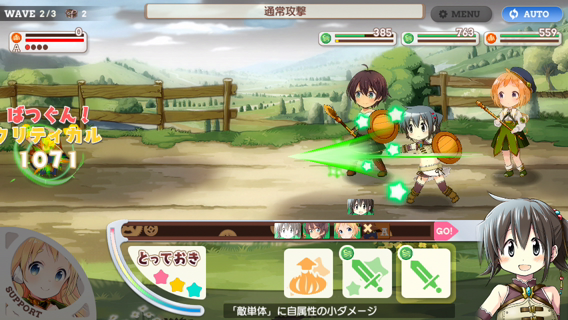 WAVE 2/3 2
通常攻撃
MENU
AUTO
0
A
385
763
559
ばつぐん!
クリティカル
1071
GO!
A
とっておき
SUPPORT
「敵単体」に自属性の小ダメージ